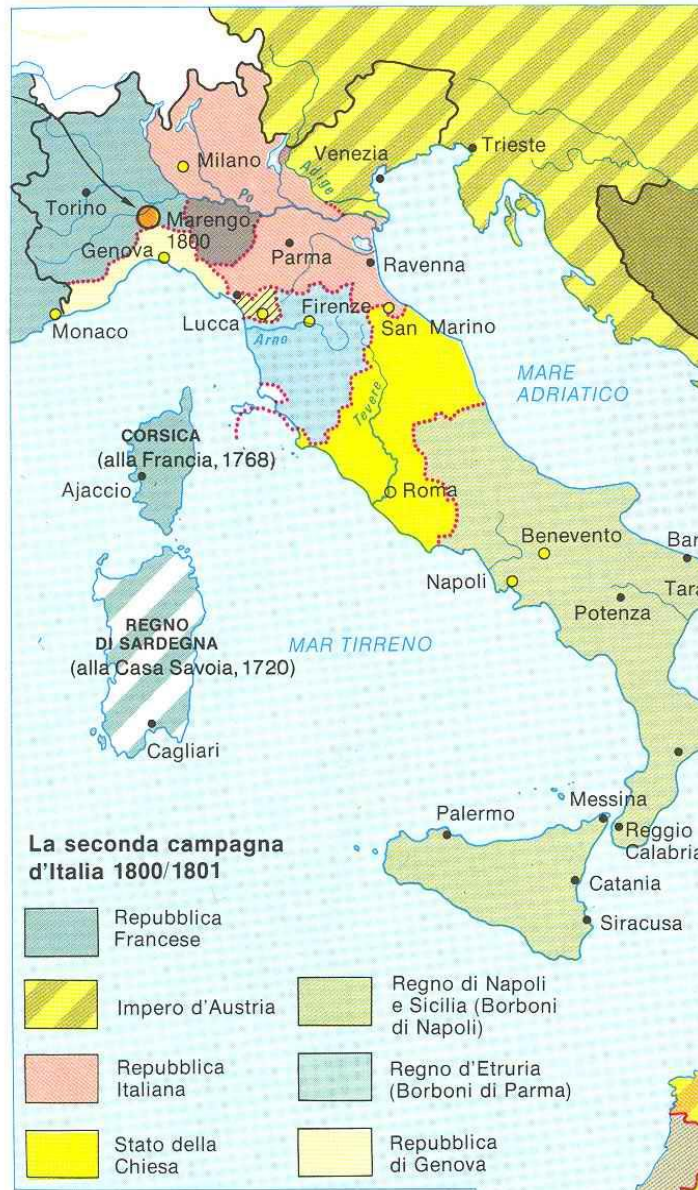 Milano
Venezia
Trieste
Adige
Torino
Po
Marengo
1800
Genova
Parma
Ravenna
Monaco
Lucca
Firenze
San Marino
Arno
Tevere
MARE
ADRIATICO
CORSICA
(alla Francia, 1768)
Ajaccio
Roma
Benevento
Bar
Napoli
Tara
Potenza
REGNO
DI SARDEGNA
(alla Casa Savoia, 1720)
MAR TIRRENO
Cagliari
Messina
Palermo
Reggio
Calabria
Catania
Siracusa
La seconda campagna
d'Italia 1800/1801
Repubblica
Francese
Impero d'Austria
Repubblica
Italiana
Stato della
Chiesa
Regno di Napoli
e Sicilia (Borboni
di Napoli)
Regno d'Etruria
(Borboni di Parma)
Repubblica
di Genova